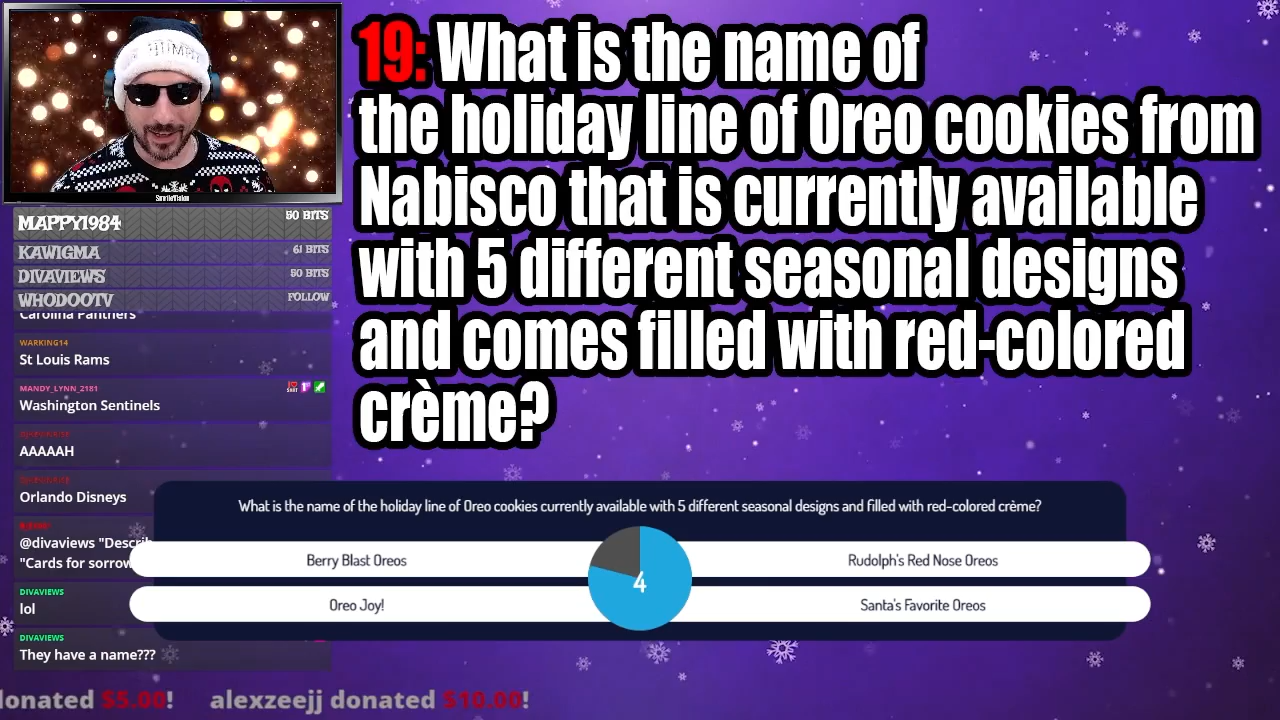 19: What is the name of
the holiday line of Oreo cookies from
Nabisco that is currently available
with 5 different seasonal designs
and comes filled with red-colored
crème?
MAPPY1984 50 BITS
KAWIGMA 61 BITS
DIVAVIEWS 50 BITS
WHODOOTV FOLLOW
Carolina Panthers
WARKING14
St Louis Rams
MANDY_LYNN_2181
Washington Sentinels
AAAAAH
Orlando Disneys
@divaviews "Describ
"Cards for sorrow
DIVAVIEWS
lol
DIVAVIEWS
They have a name???
What is the name of the holiday line of Oreo cookies currently available with 5 different seasonal designs and filled with red-colored crème?
Berry Blast Oreos
Rudolph's Red Nose Oreos
4
Oreo Joy!
Santa's Favorite Oreos
donated $5.00! alexzeejj donated $10.00!